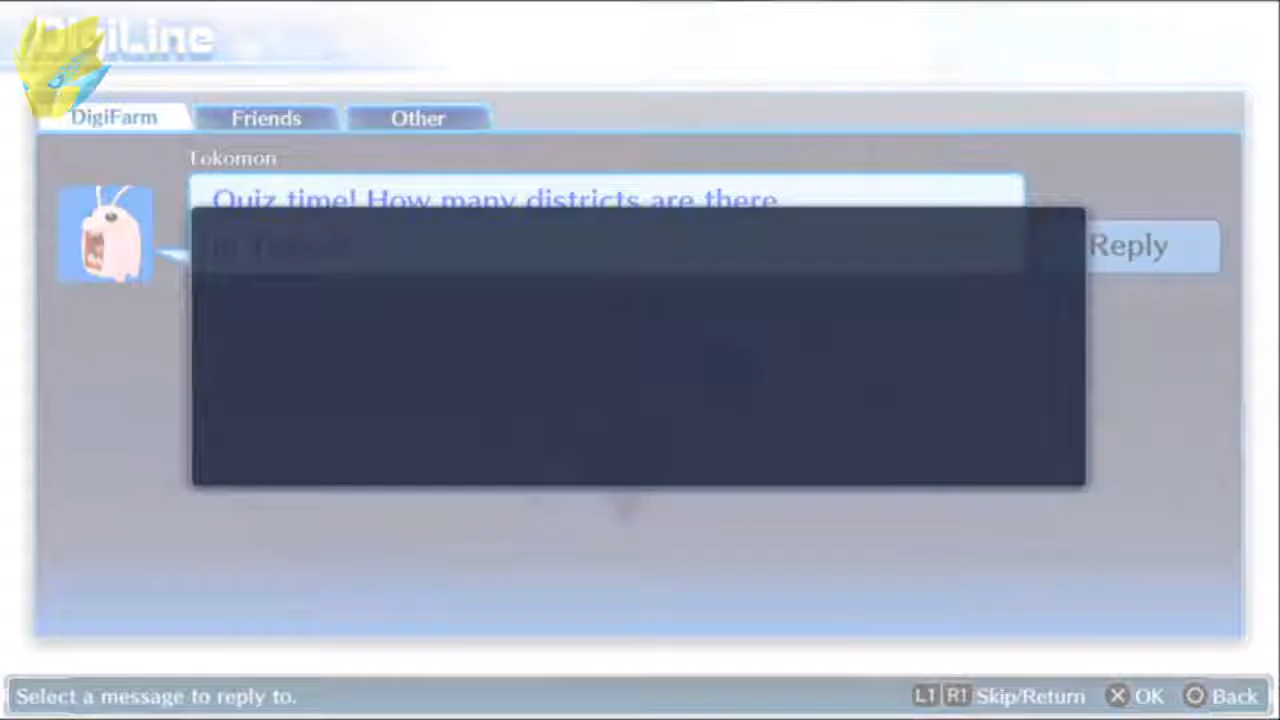 DigiLine
DigiFarm
Friends
Other
Tokomon
Quiz time! How many districts are there
Reply
Select a message to reply to.
L1 R1 Skip/Return
OK
Back